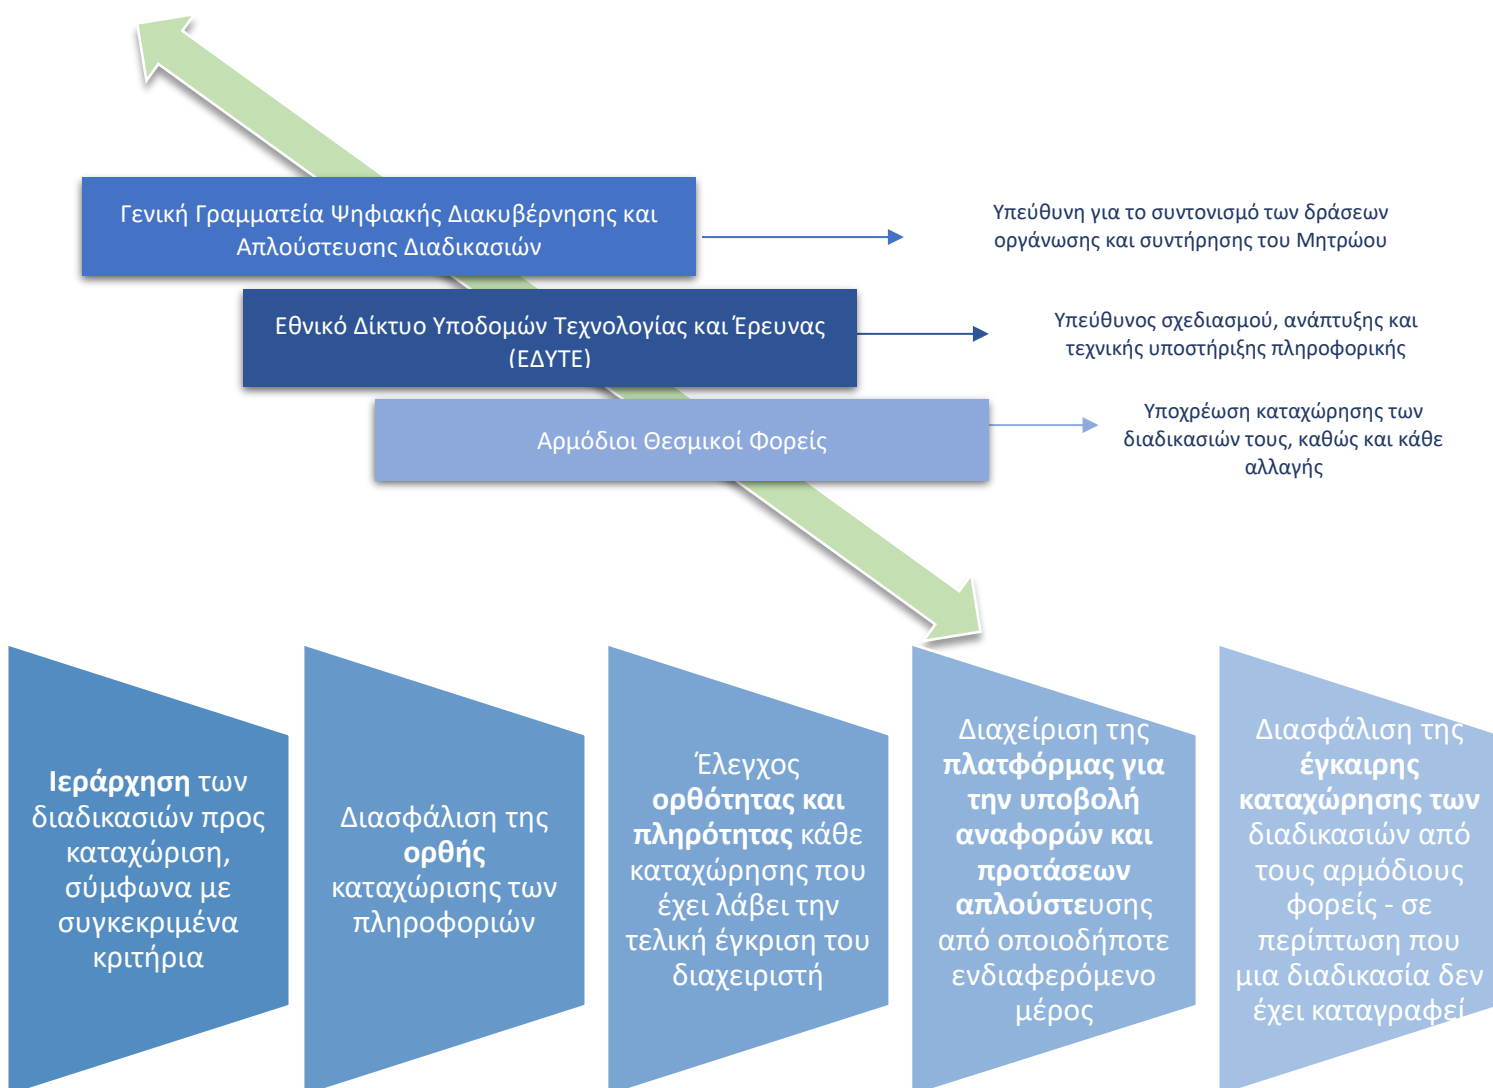 Γενική Γραμματεία Ψηφιακής Διακυβέρνησης και
Απλούστευσης Διαδικασιών
Υπεύθυνη για το συντονισμό των δράσεων
οργάνωσης και συντήρησης του Μητρώου
Εθνικό Δίκτυο Υποδομών Τεχνολογίας και Έρευνας
(ΕΔΥΤΕ)
Υπεύθυνος σχεδιασμού, ανάπτυξης και
τεχνικής υποστήριξης πληροφορικής
Αρμόδιοι Θεσμικοί Φορείς
Υποχρέωση καταχώρησης των
διαδικασιών τους, καθώς και κάθε
αλλαγής
Ιεράρχηση των
διαδικασιών προς
καταχώριση,
σύμφωνα με
συγκεκριμένα
κριτήρια
Διασφάλιση της
ορθής
καταχώρισης των
πληροφοριών
Έλεγχος
ορθότητας και
πληρότητας κάθε
καταχώρησης που
έχει λάβει την
τελική έγκριση του
διαχειριστή
Διαχείριση της
πλατφόρμας για
την υποβολή
αναφορών και
προτάσεων
απλούστευσης
από οποιοδήποτε
ενδιαφερόμενο
μέρος
Διασφάλιση της
έγκαιρης
καταχώρησης των
διαδικασιών από
τους αρμόδιους
φορείς - σε
περίπτωση που
μια διαδικασία δεν
έχει καταγραφεί